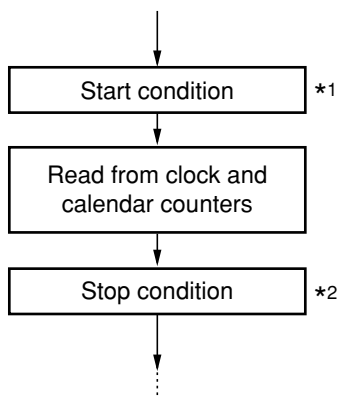 Start condition *1
Read from clock and
calendar counters
Stop condition *2